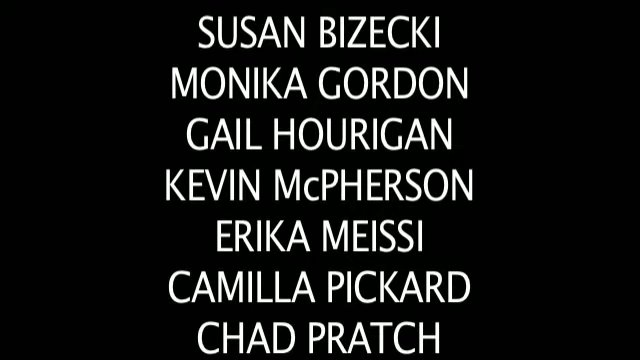 SUSAN BIZECKI
MONIKA GORDON
GAIL HOURIGAN
KEVIN McPHERSON
ERIKA MEISSI
CAMILLA PICKARD
CHAD PRATCH